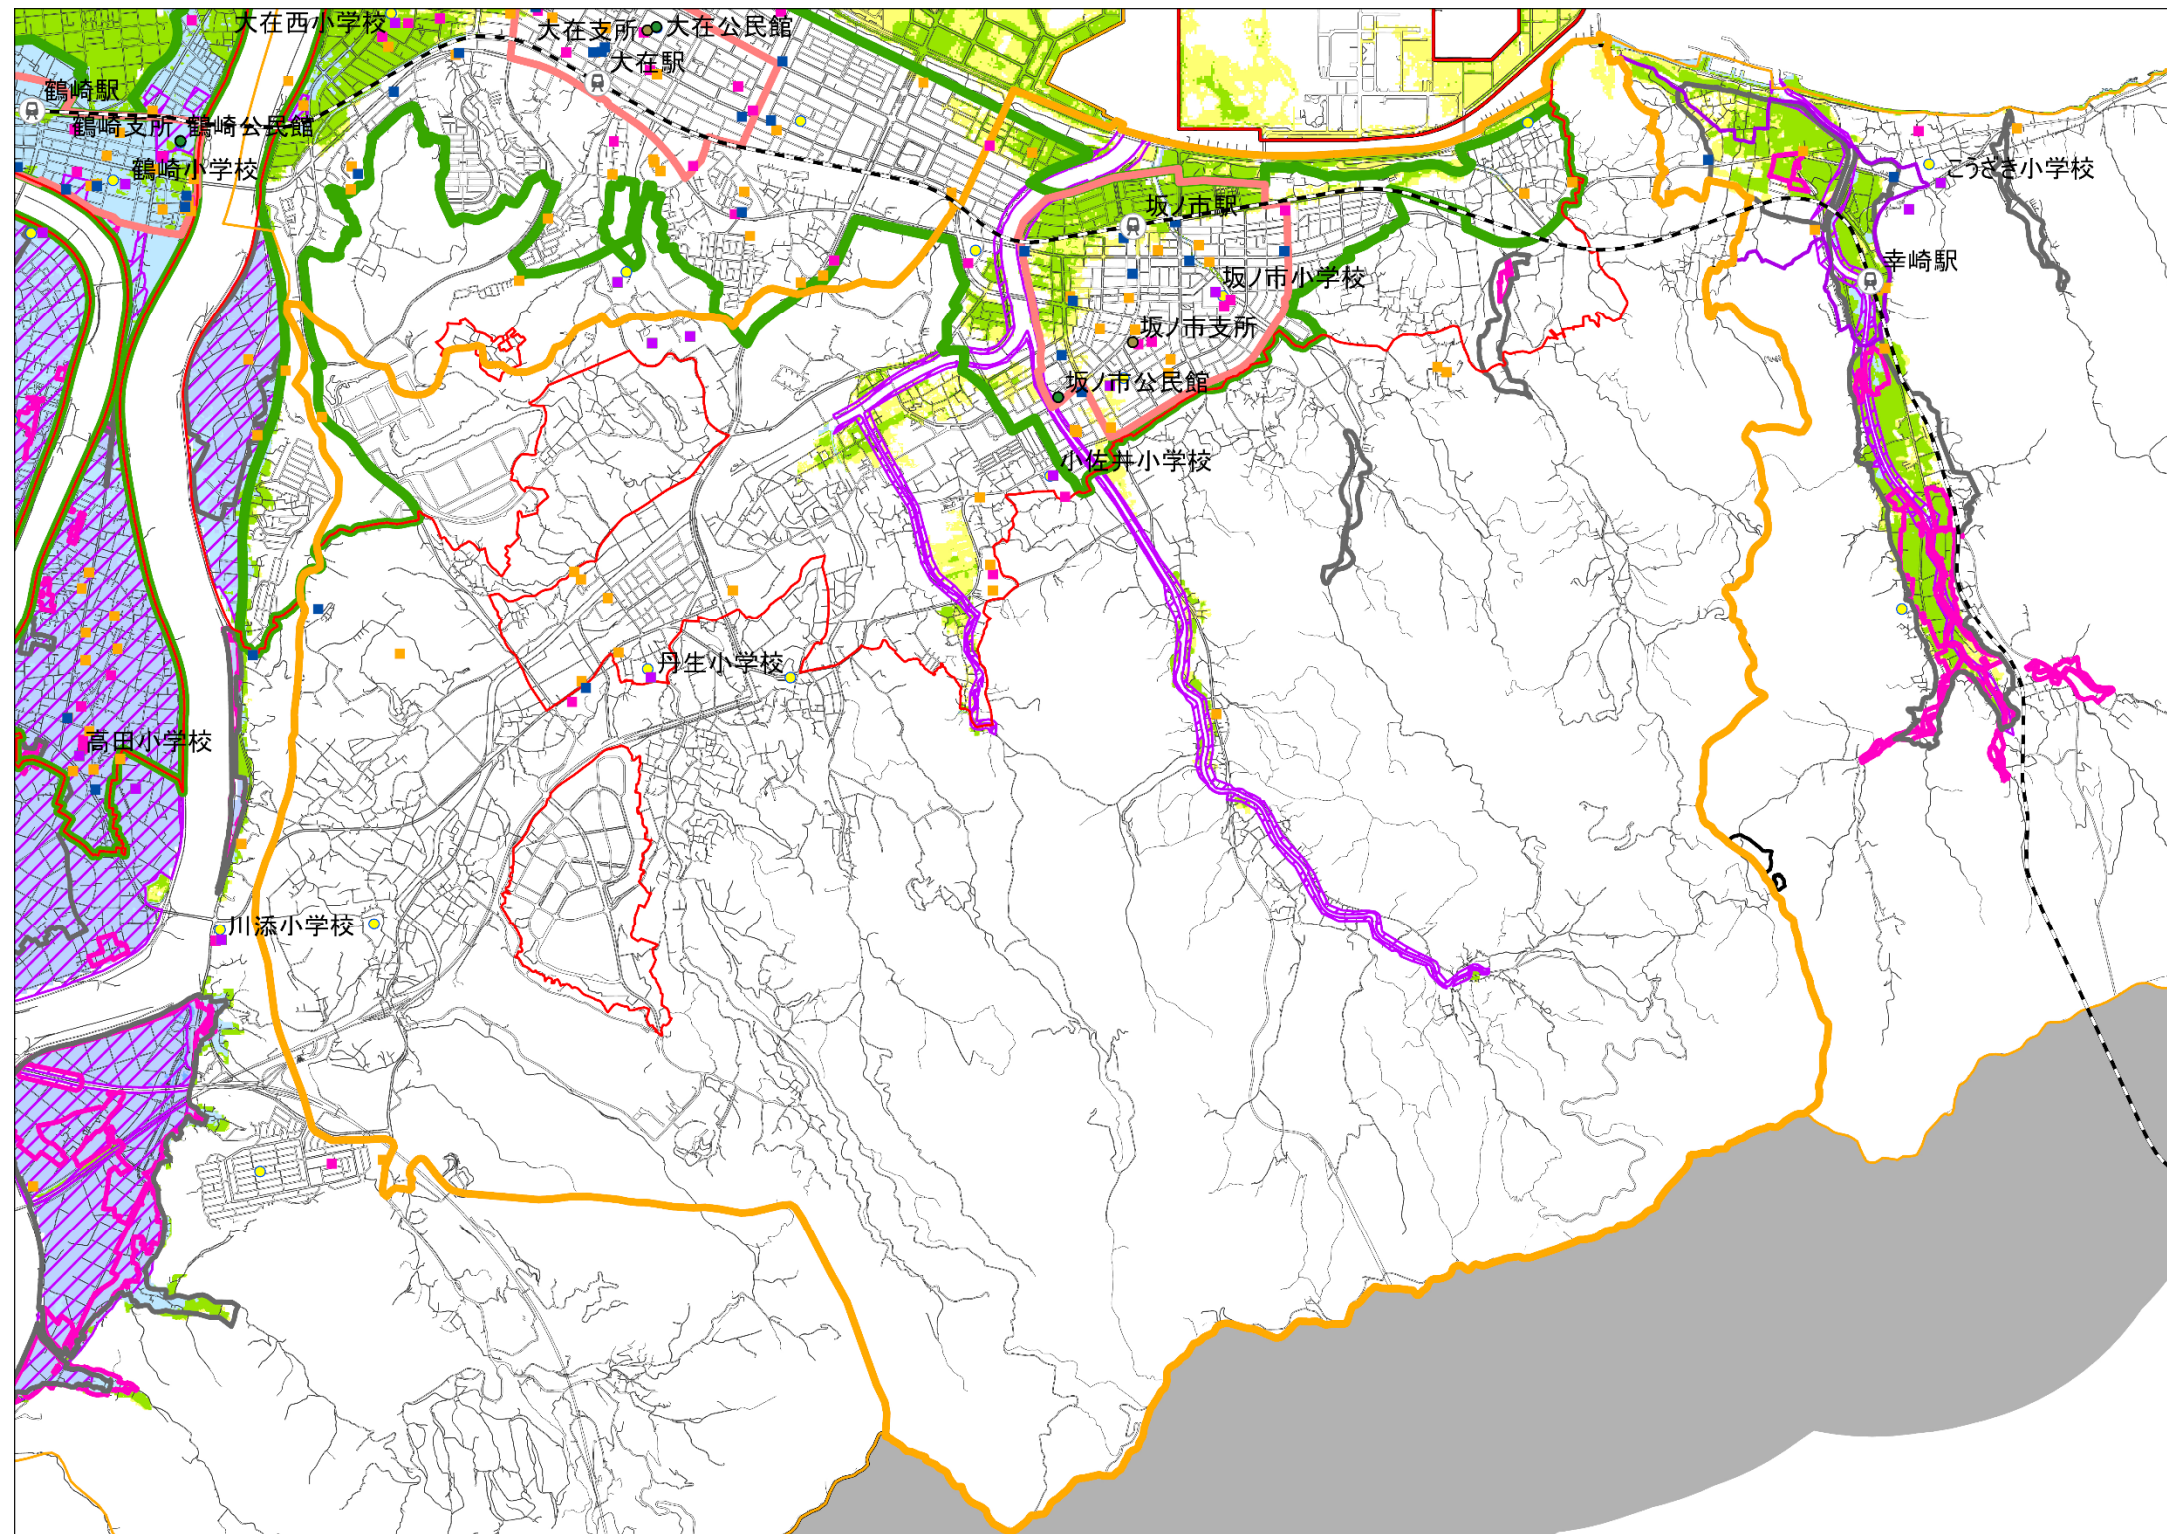 大在西小学校
大在支所
大在公民館
大在駅
鶴崎駅
鶴崎支所
鶴崎公民館
鶴崎小学校
こうざき小学校
坂ノ市駅
幸崎駅
坂ノ市小学校
坂ノ市支所
坂ノ市公民館
小佐井小学校
丹生小学校
高田小学校
川添小学校